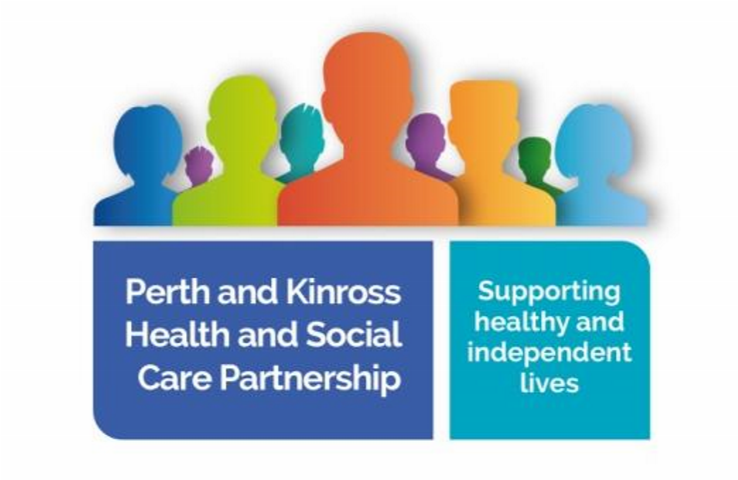 Perth and Kinross
Health and Social
Care Partnership
Supporting
healthy and
independent
lives